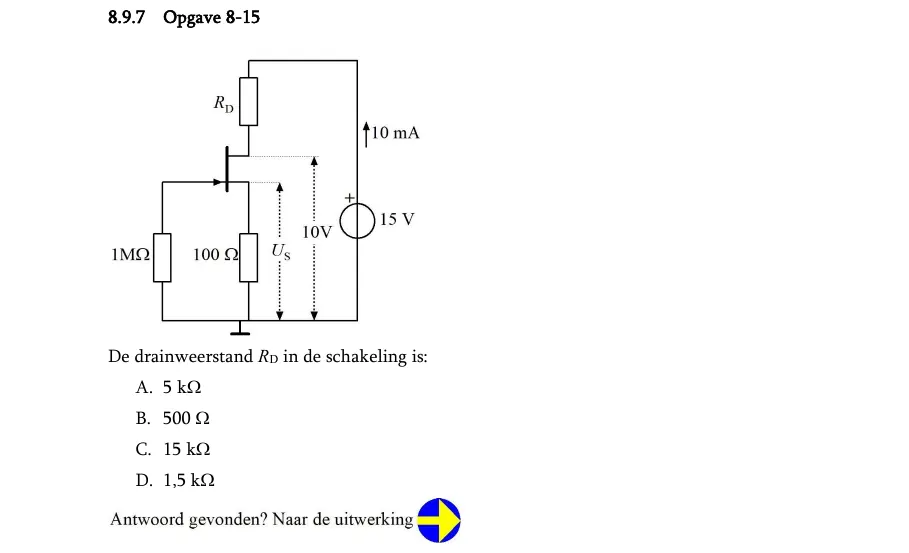 8.9.7 Opgave 8-15
RD
10 mA
+
15 V
10V
1MΩ
100 Ω
US
De drainweerstand RD in de schakeling is:
A. 5 kΩ
B. 500 Ω
C. 15 kΩ
D. 1,5 kΩ
Antwoord gevonden? Naar de uitwerking